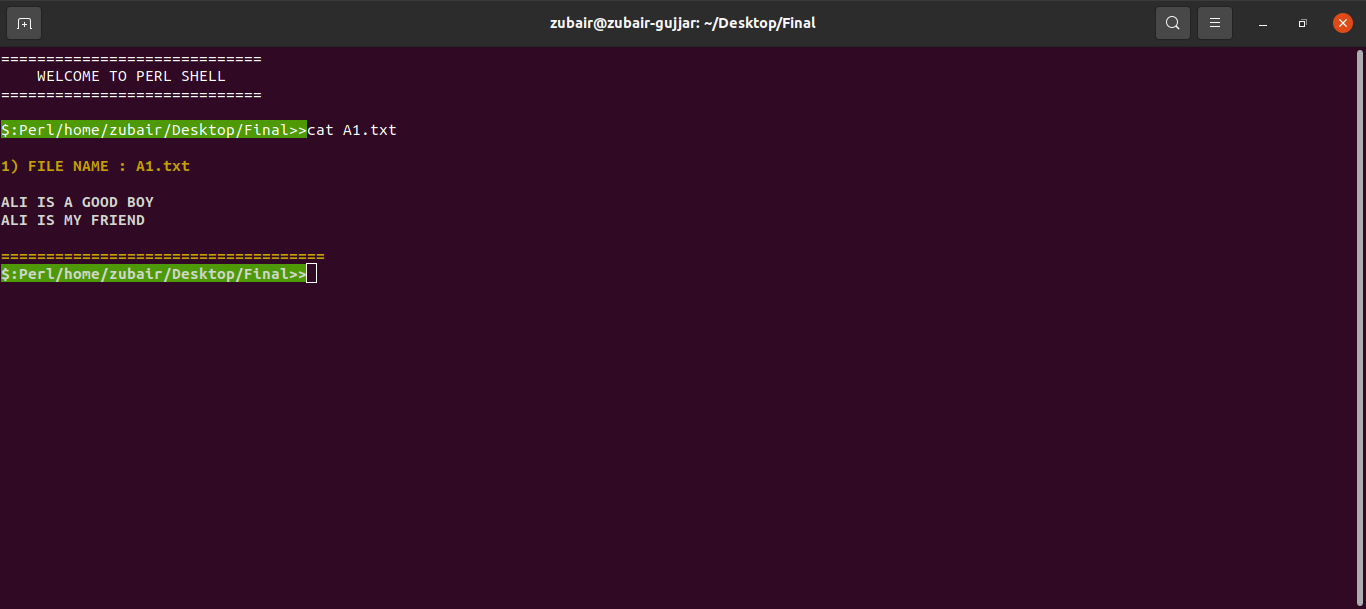 zubair@zubair-gujjar: ~/Desktop/Final
=============================
    WELCOME TO PERL SHELL
=============================
$:Perl/home/zubair/Desktop/Final>>cat A1.txt
1) FILE NAME : A1.txt
ALI IS A GOOD BOY
ALI IS MY FRIEND
====================================
$:Perl/home/zubair/Desktop/Final>>